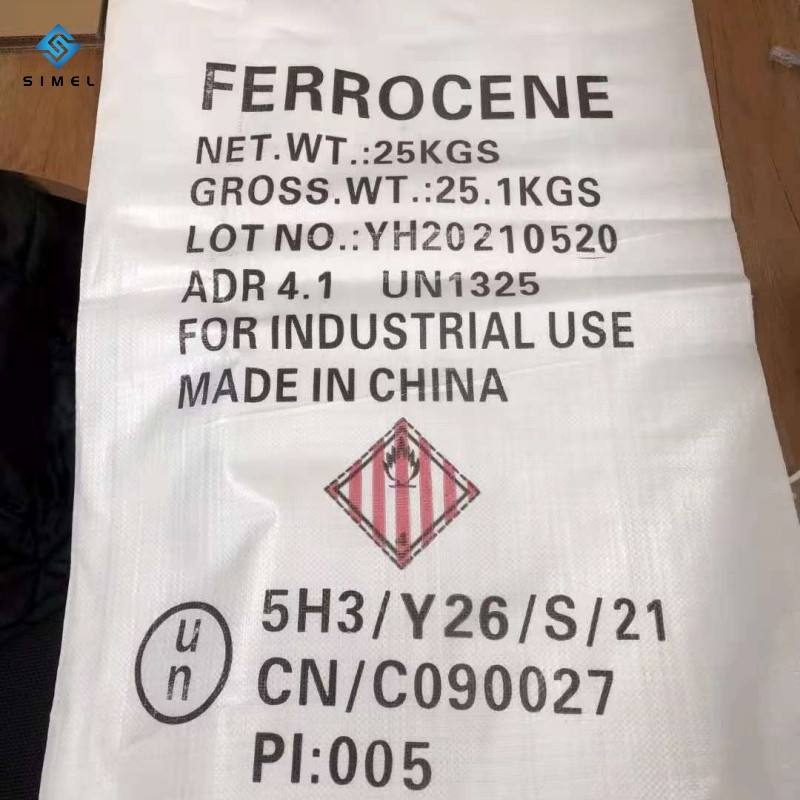 SIMEL
FERROCENE
NET.WT.:25KGS
GROSS.WT.:25.1KGS
LOT NO.:YH20210520
ADR 4.1 UN1325
FOR INDUSTRIAL USE
MADE IN CHINA
un
5H3/Y26/S/21
CN/C090027
PI:005